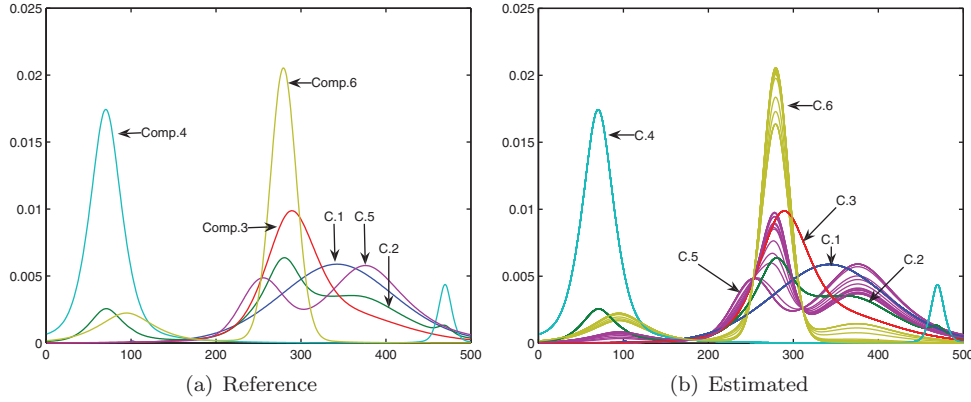 0.025
0.02
0.015
0.01
0.005
0
0 100 200 300 400 500
Comp.6
Comp.4
Comp.3
C.1
C.5
C.2
(a) Reference
0.025
0.02
0.015
0.01
0.005
0
0 100 200 300 400 500
C.6
C.4
C.3
C.1
C.5
C.2
(b) Estimated